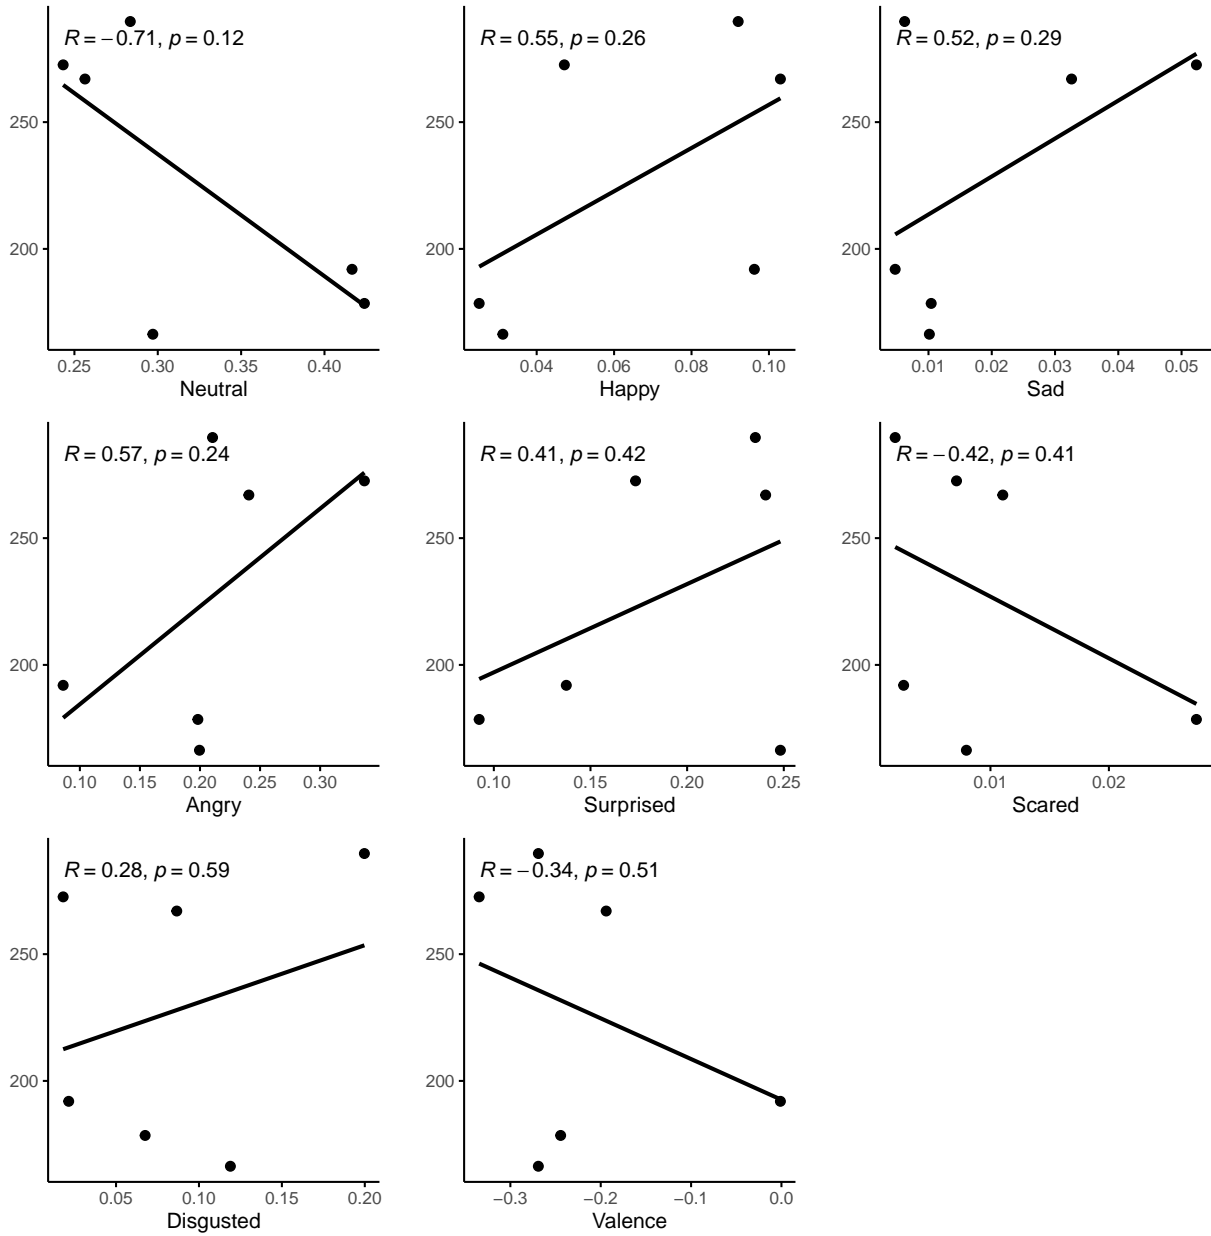 R = −0.71, p = 0.12
250
200
0.25 0.30 0.35 0.40
Neutral
R = 0.55, p = 0.26
250
200
0.04 0.06 0.08 0.10
Happy
R = 0.52, p = 0.29
250
200
0.01 0.02 0.03 0.04 0.05
Sad
R = 0.57, p = 0.24
250
200
0.10 0.15 0.20 0.25 0.30
Angry
R = 0.41, p = 0.42
250
200
0.10 0.15 0.20 0.25
Surprised
R = −0.42, p = 0.41
250
200
0.01 0.02
Scared
R = 0.28, p = 0.59
250
200
0.05 0.10 0.15 0.20
Disgusted
R = −0.34, p = 0.51
250
200
−0.3 −0.2 −0.1 0.0
Valence